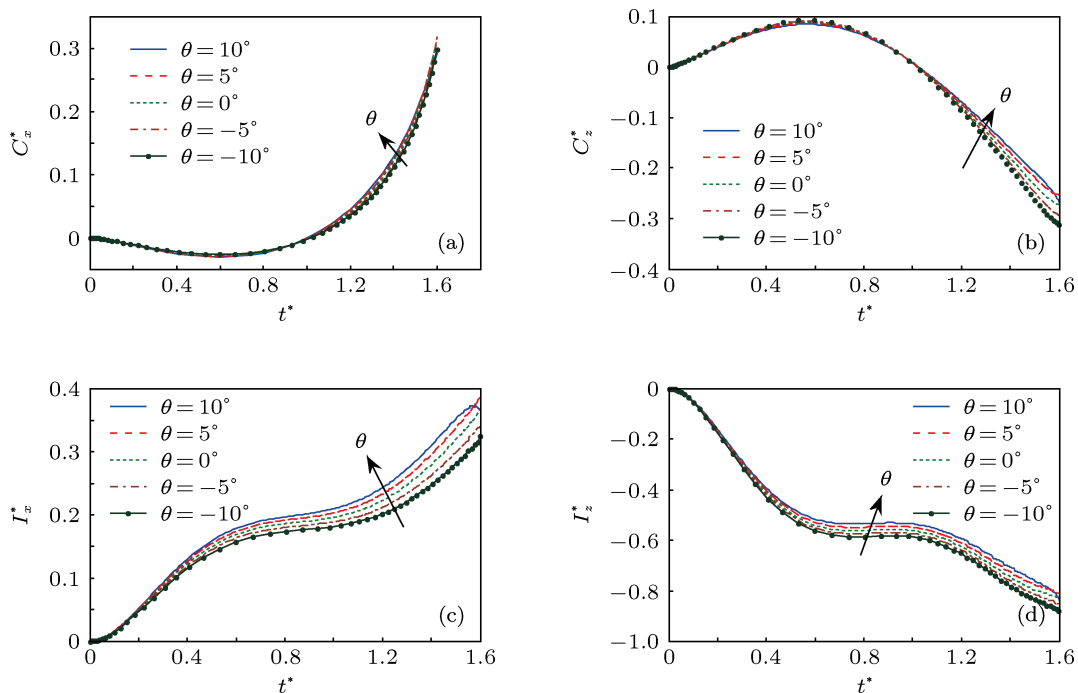 0.3
0.2
0.1
0
C*x
θ = 10°
θ = 5°
θ = 0°
θ = −5°
θ = −10°
θ
(a)
0 0.4 0.8 1.2 1.6
t*
0.1
0
−0.1
−0.2
−0.3
−0.4
C*z
θ = 10°
θ = 5°
θ = 0°
θ = −5°
θ = −10°
θ
(b)
0 0.4 0.8 1.2 1.6
t*
0.4
0.3
0.2
0.1
0
I*x
θ = 10°
θ = 5°
θ = 0°
θ = −5°
θ = −10°
θ
(c)
0 0.4 0.8 1.2 1.6
t*
0
−0.2
−0.4
−0.6
−0.8
−1.0
I*z
θ = 10°
θ = 5°
θ = 0°
θ = −5°
θ = −10°
θ
(d)
0 0.4 0.8 1.2 1.6
t*